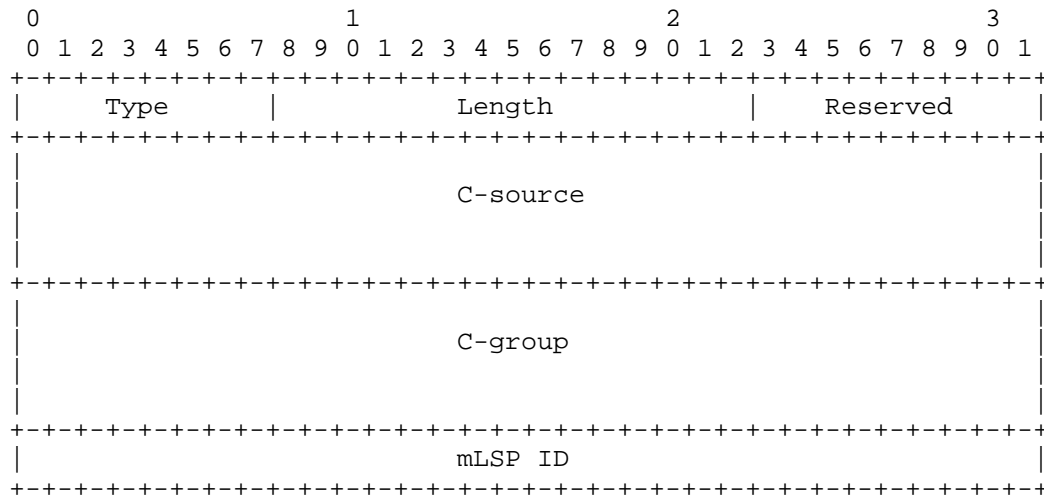 0                   1                   2                   3
0 1 2 3 4 5 6 7 8 9 0 1 2 3 4 5 6 7 8 9 0 1 2 3 4 5 6 7 8 9 0 1
+-+-+-+-+-+-+-+-+-+-+-+-+-+-+-+-+-+-+-+-+-+-+-+-+-+-+-+-+-+-+-+-+
|     Type      |           Length            |    Reserved     |
+-+-+-+-+-+-+-+-+-+-+-+-+-+-+-+-+-+-+-+-+-+-+-+-+-+-+-+-+-+-+-+-+
|                                                               |
|                          C-source                             |
|                                                               |
|                                                               |
+-+-+-+-+-+-+-+-+-+-+-+-+-+-+-+-+-+-+-+-+-+-+-+-+-+-+-+-+-+-+-+-+
|                                                               |
|                          C-group                              |
|                                                               |
|                                                               |
+-+-+-+-+-+-+-+-+-+-+-+-+-+-+-+-+-+-+-+-+-+-+-+-+-+-+-+-+-+-+-+-+
|                          mLSP ID                              |
+-+-+-+-+-+-+-+-+-+-+-+-+-+-+-+-+-+-+-+-+-+-+-+-+-+-+-+-+-+-+-+-+